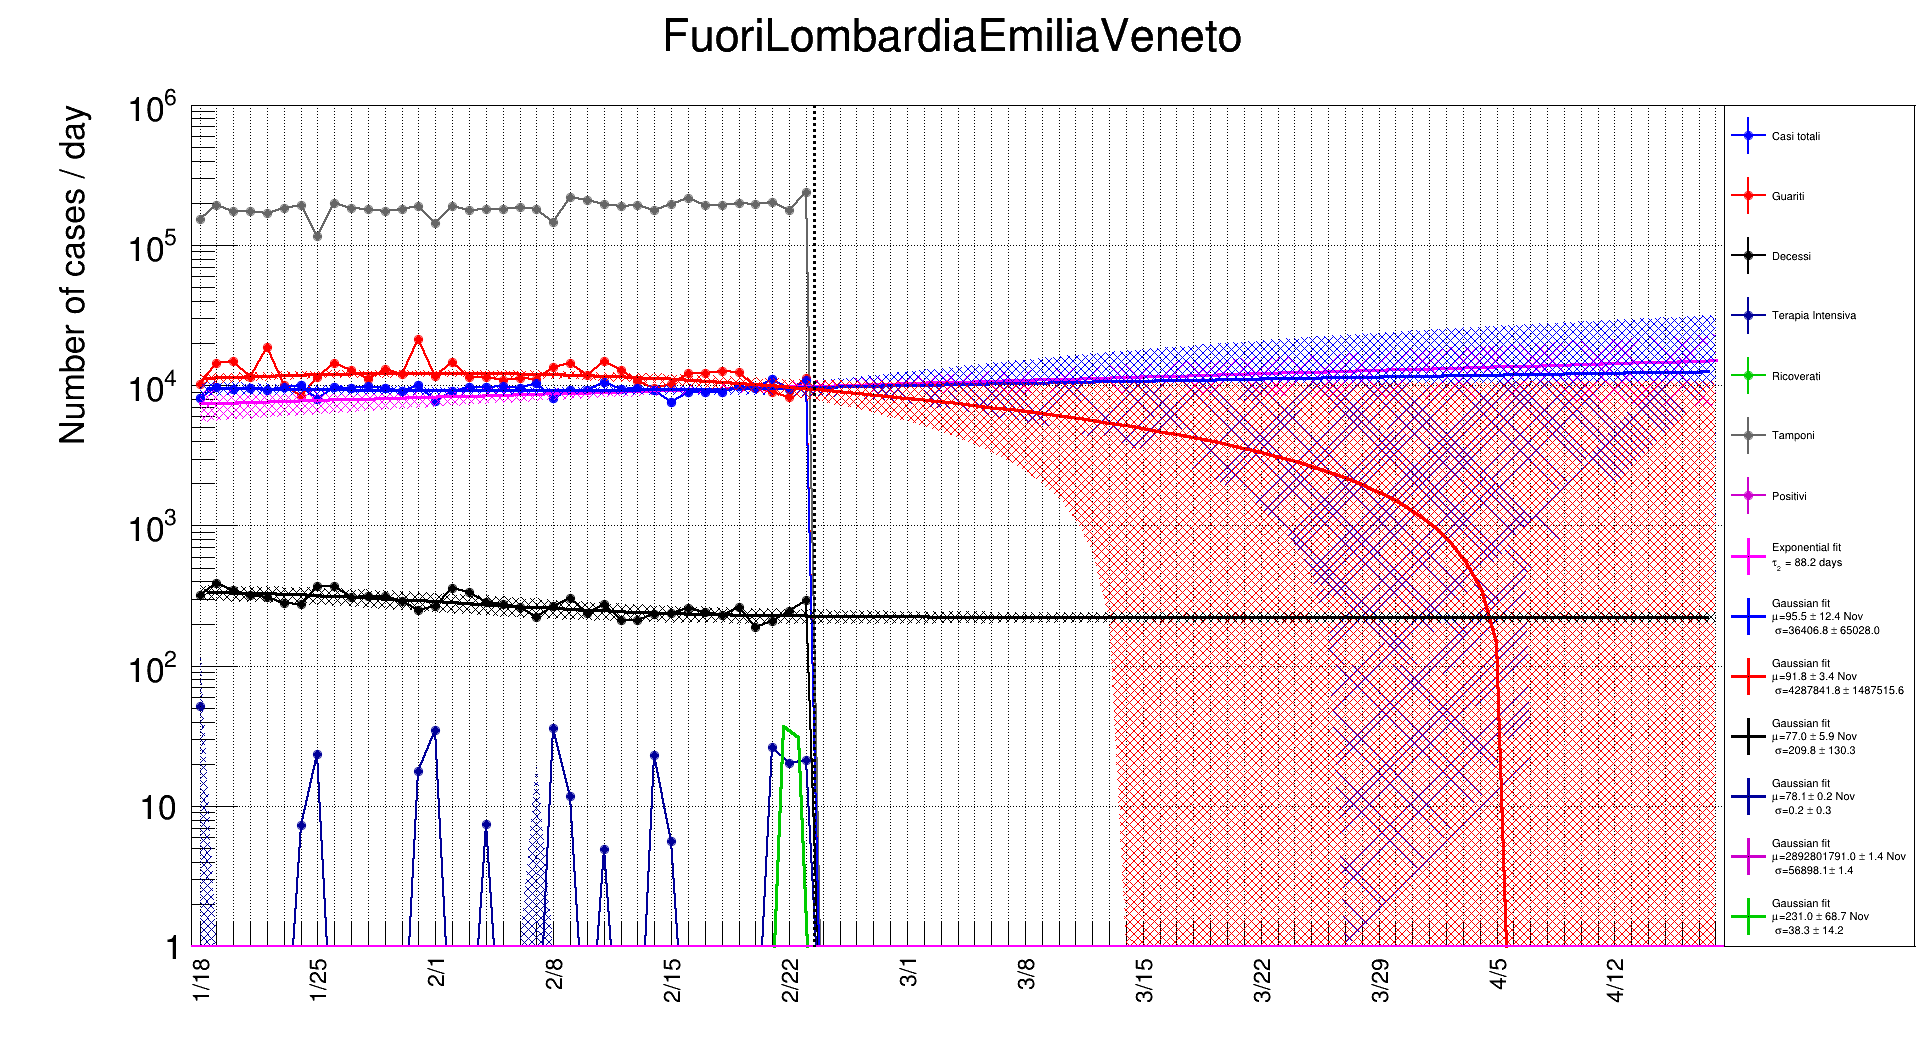 FuoriLombardiaEmiliaVeneto
Number of cases / day
10^6
10^5
10^4
10^3
10^2
10
1
1/18
1/25
2/1
2/8
2/15
2/22
3/1
3/8
3/15
3/22
3/29
4/5
4/12
Casi totali
Guariti
Decessi
Terapia Intensiva
Ricoverati
Tamponi
Positivi
Exponential fit
τ₂ = 88.2 days
Gaussian fit
μ=95.5 ± 12.4 Nov
σ=36406.8 ± 65028.0
Gaussian fit
μ=91.8 ± 3.4 Nov
σ=4287841.8 ± 1487515.6
Gaussian fit
μ=77.0 ± 5.9 Nov
σ=209.8 ± 130.3
Gaussian fit
μ=78.1 ± 0.2 Nov
σ=0.2 ± 0.3
Gaussian fit
μ=2892801791.0 ± 1.4 Nov
σ=56898.1 ± 1.4
Gaussian fit
μ=231.0 ± 68.7 Nov
σ=38.3 ± 14.2